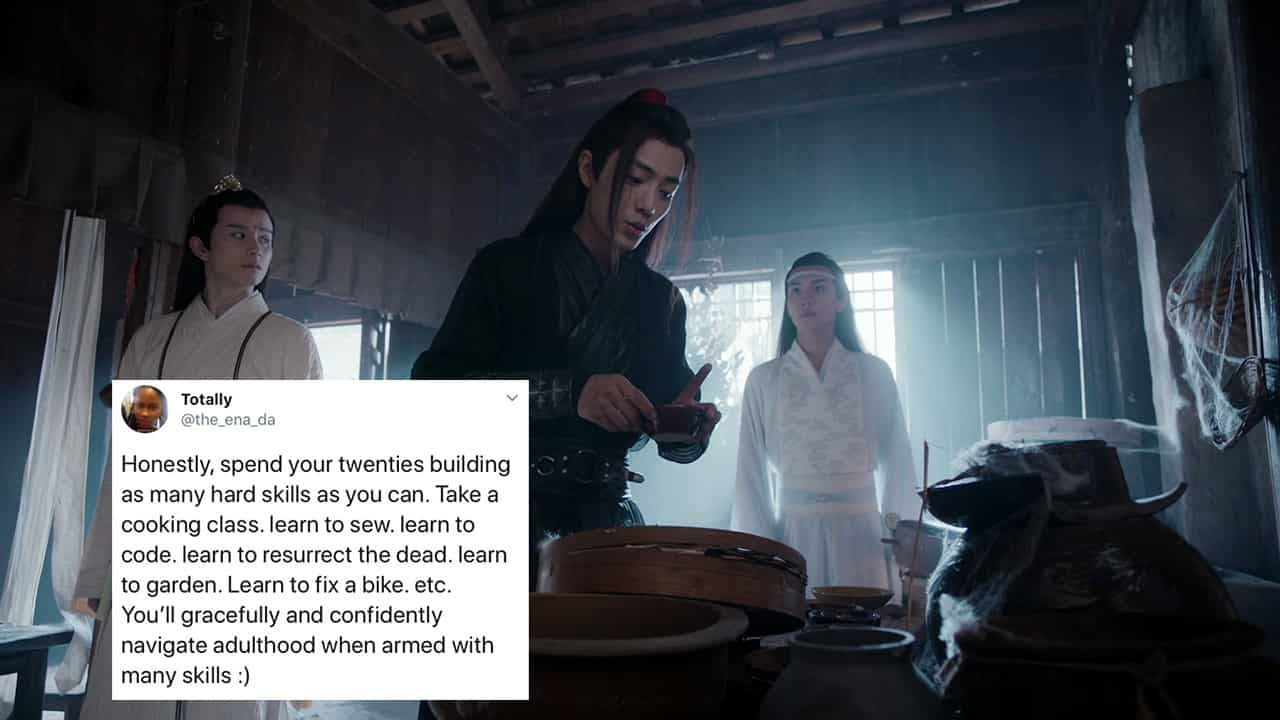 Totally
@the_ena_da
Honestly, spend your twenties building
as many hard skills as you can. Take a
cooking class. learn to sew. learn to
code. learn to resurrect the dead. learn
to garden. Learn to fix a bike. etc.
You’ll gracefully and confidently
navigate adulthood when armed with
many skills :)